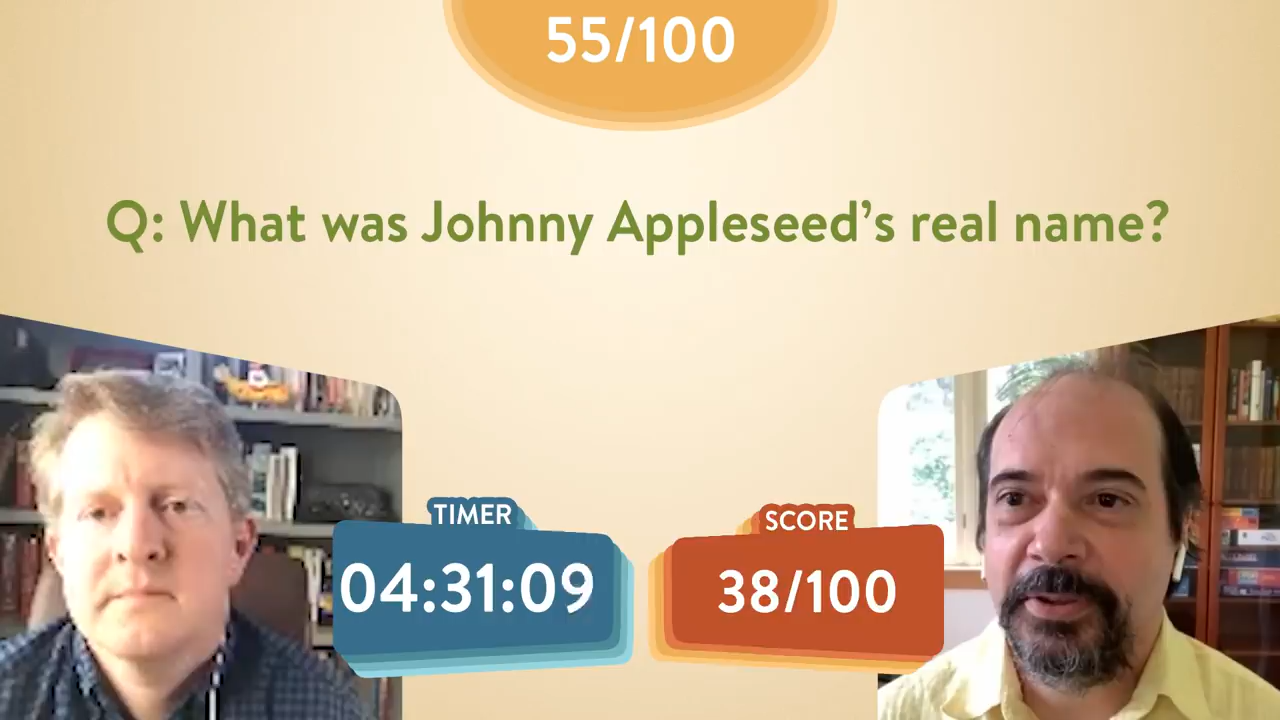 55/100
Q: What was Johnny Appleseed’s real name?
TIMER
SCORE
04:31:09
38/100